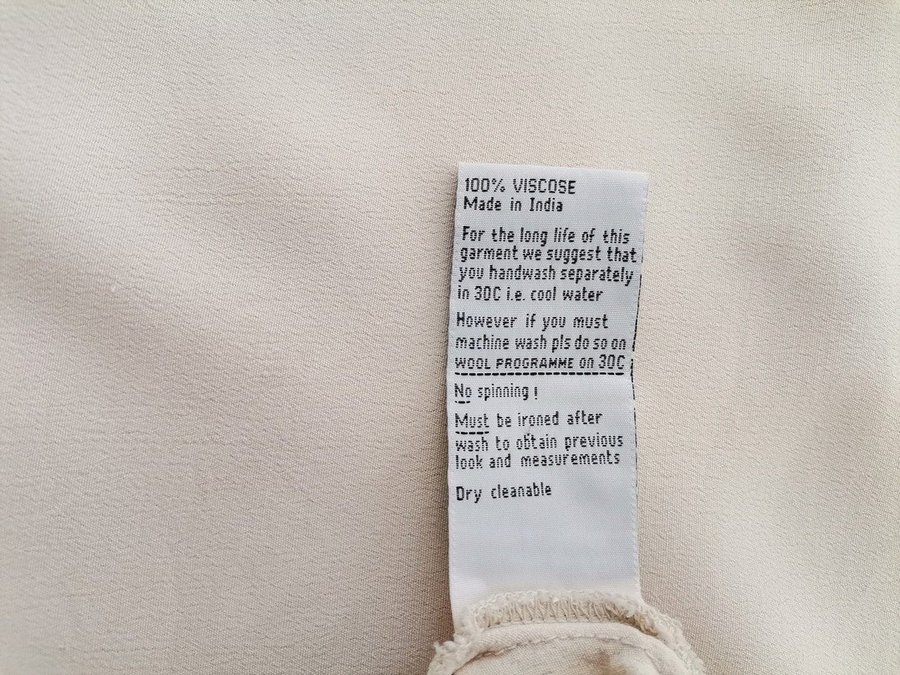 100% VISCOSE
Made in India
For the long life of this
garment we suggest that
you handwash separately
in 30C i.e. cool water
However if you must
machine wash pls do so on
WOOL PROGRAMME on 30C
No spinning !
Must be ironed after
wash to obtain previous
look and measurements
Dry cleanable